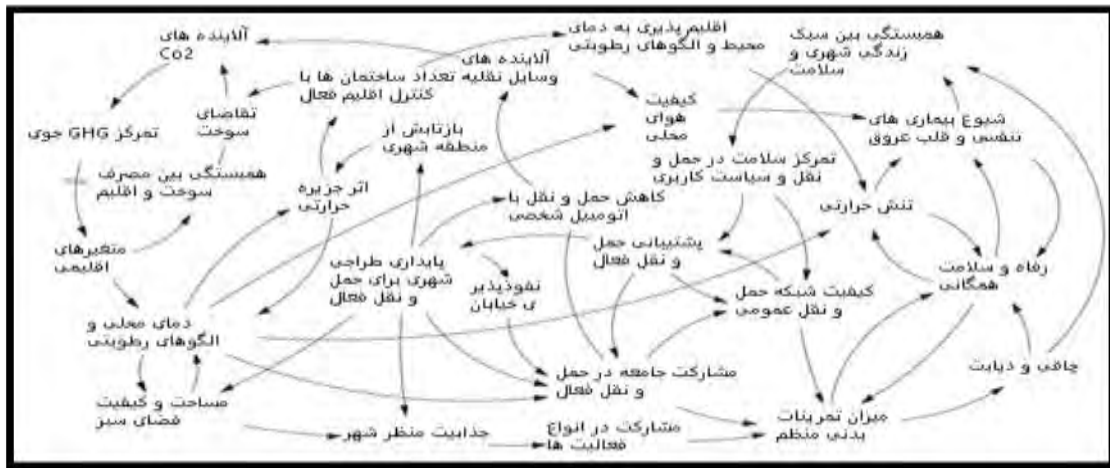 همبستگی بین سبک
زندگی شهری و
سلامت
اقلیم پذیری به دمای
محیط و الگوهای رطوبتی
آلاینده های
وسایل نقلیه
تعداد ساختمان ها با
کنترل اقلیم فعال
آلاینده های
Co2
تقاضای
سوخت
کیفیت
هوای
محلی
شیوع بیماری های
تنفسی و قلب عروق
تمرکز GHG جوی
بازتابش از
منطقه شهری
تمرکز سلامت در حمل و
نقل و سیاست کاربری
همبستگی بین مصرف
سوخت و اقلیم
اثر جزیره
حرارتی
کاهش حمل و نقل با
اتومبیل شخصی
تنش حرارتی
متغیرهای
اقلیمی
پشتیبانی حمل
و نقل فعال
رفاه و سلامت
همگانی
پایداری طراحی
شهری برای حمل
و نقل فعال
نفوذپذیر
ی خیابان
کیفیت شبکه حمل
و نقل عمومی
دمای محلی و
الگوهای رطوبتی
چاقی و دیابت
مشارکت جامعه در حمل
و نقل فعال
مساحت و کیفیت
فضای سبز
میزان تمرینات
بدنی منظم
جذابیت منظر شهر
مشارکت در انواع
فعالیت ها